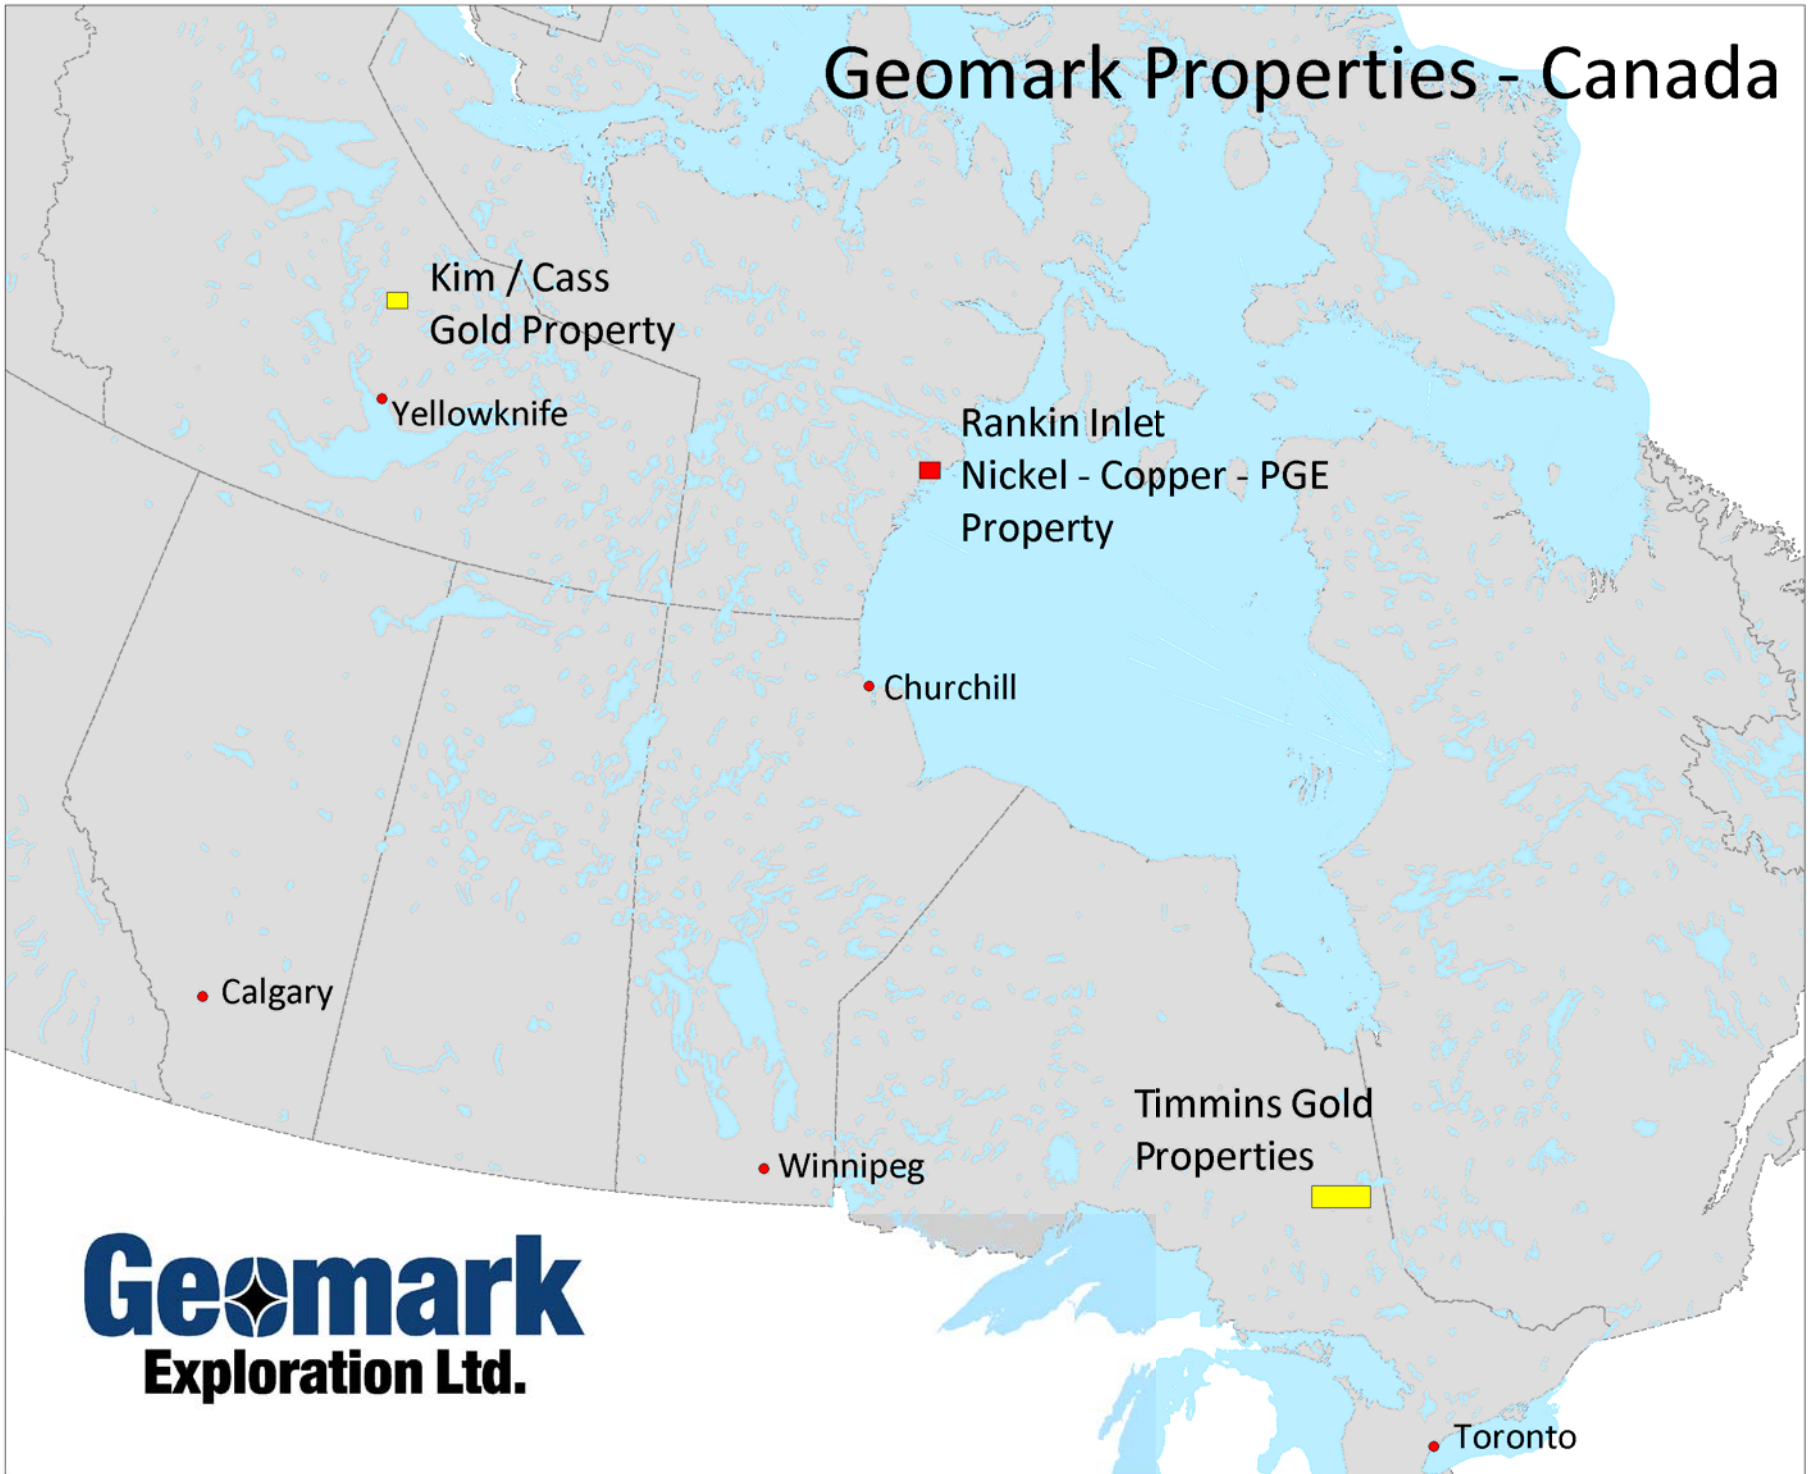 Geomark Properties - Canada
Kim / Cass
Gold Property
Yellowknife
Rankin Inlet
Nickel - Copper - PGE
Property
Churchill
Calgary
Timmins Gold
Properties
Winnipeg
Geomark
Exploration Ltd.
Toronto